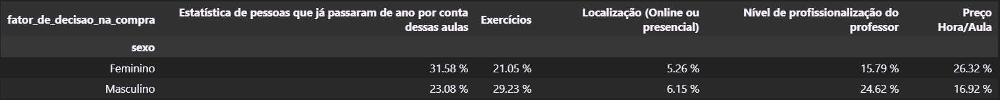 fator_de_decisao_na_compra Estatística de pessoas que já passaram de ano por conta dessas aulas Exercícios Localização (Online ou presencial) Nível de profissionalização do professor Preço Hora/Aula
sexo
Feminino 31.58 % 21.05 % 5.26 % 15.79 % 26.32 %
Masculino 23.08 % 29.23 % 6.15 % 24.62 % 16.92 %